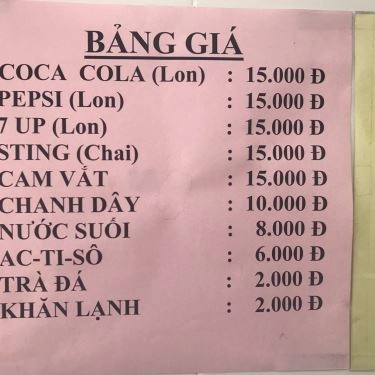 BẢNG GIÁ
COCA COLA (Lon) : 15.000 Đ
PEPSI (Lon) : 15.000 Đ
7 UP (Lon) : 15.000 Đ
STING (Chai) : 15.000 Đ
CAM VẮT : 15.000 Đ
CHANH DÂY : 10.000 Đ
NƯỚC SUỐI : 8.000 Đ
AC-TI-SÔ : 6.000 Đ
TRÀ ĐÁ : 2.000 Đ
KHĂN LẠNH : 2.000 Đ